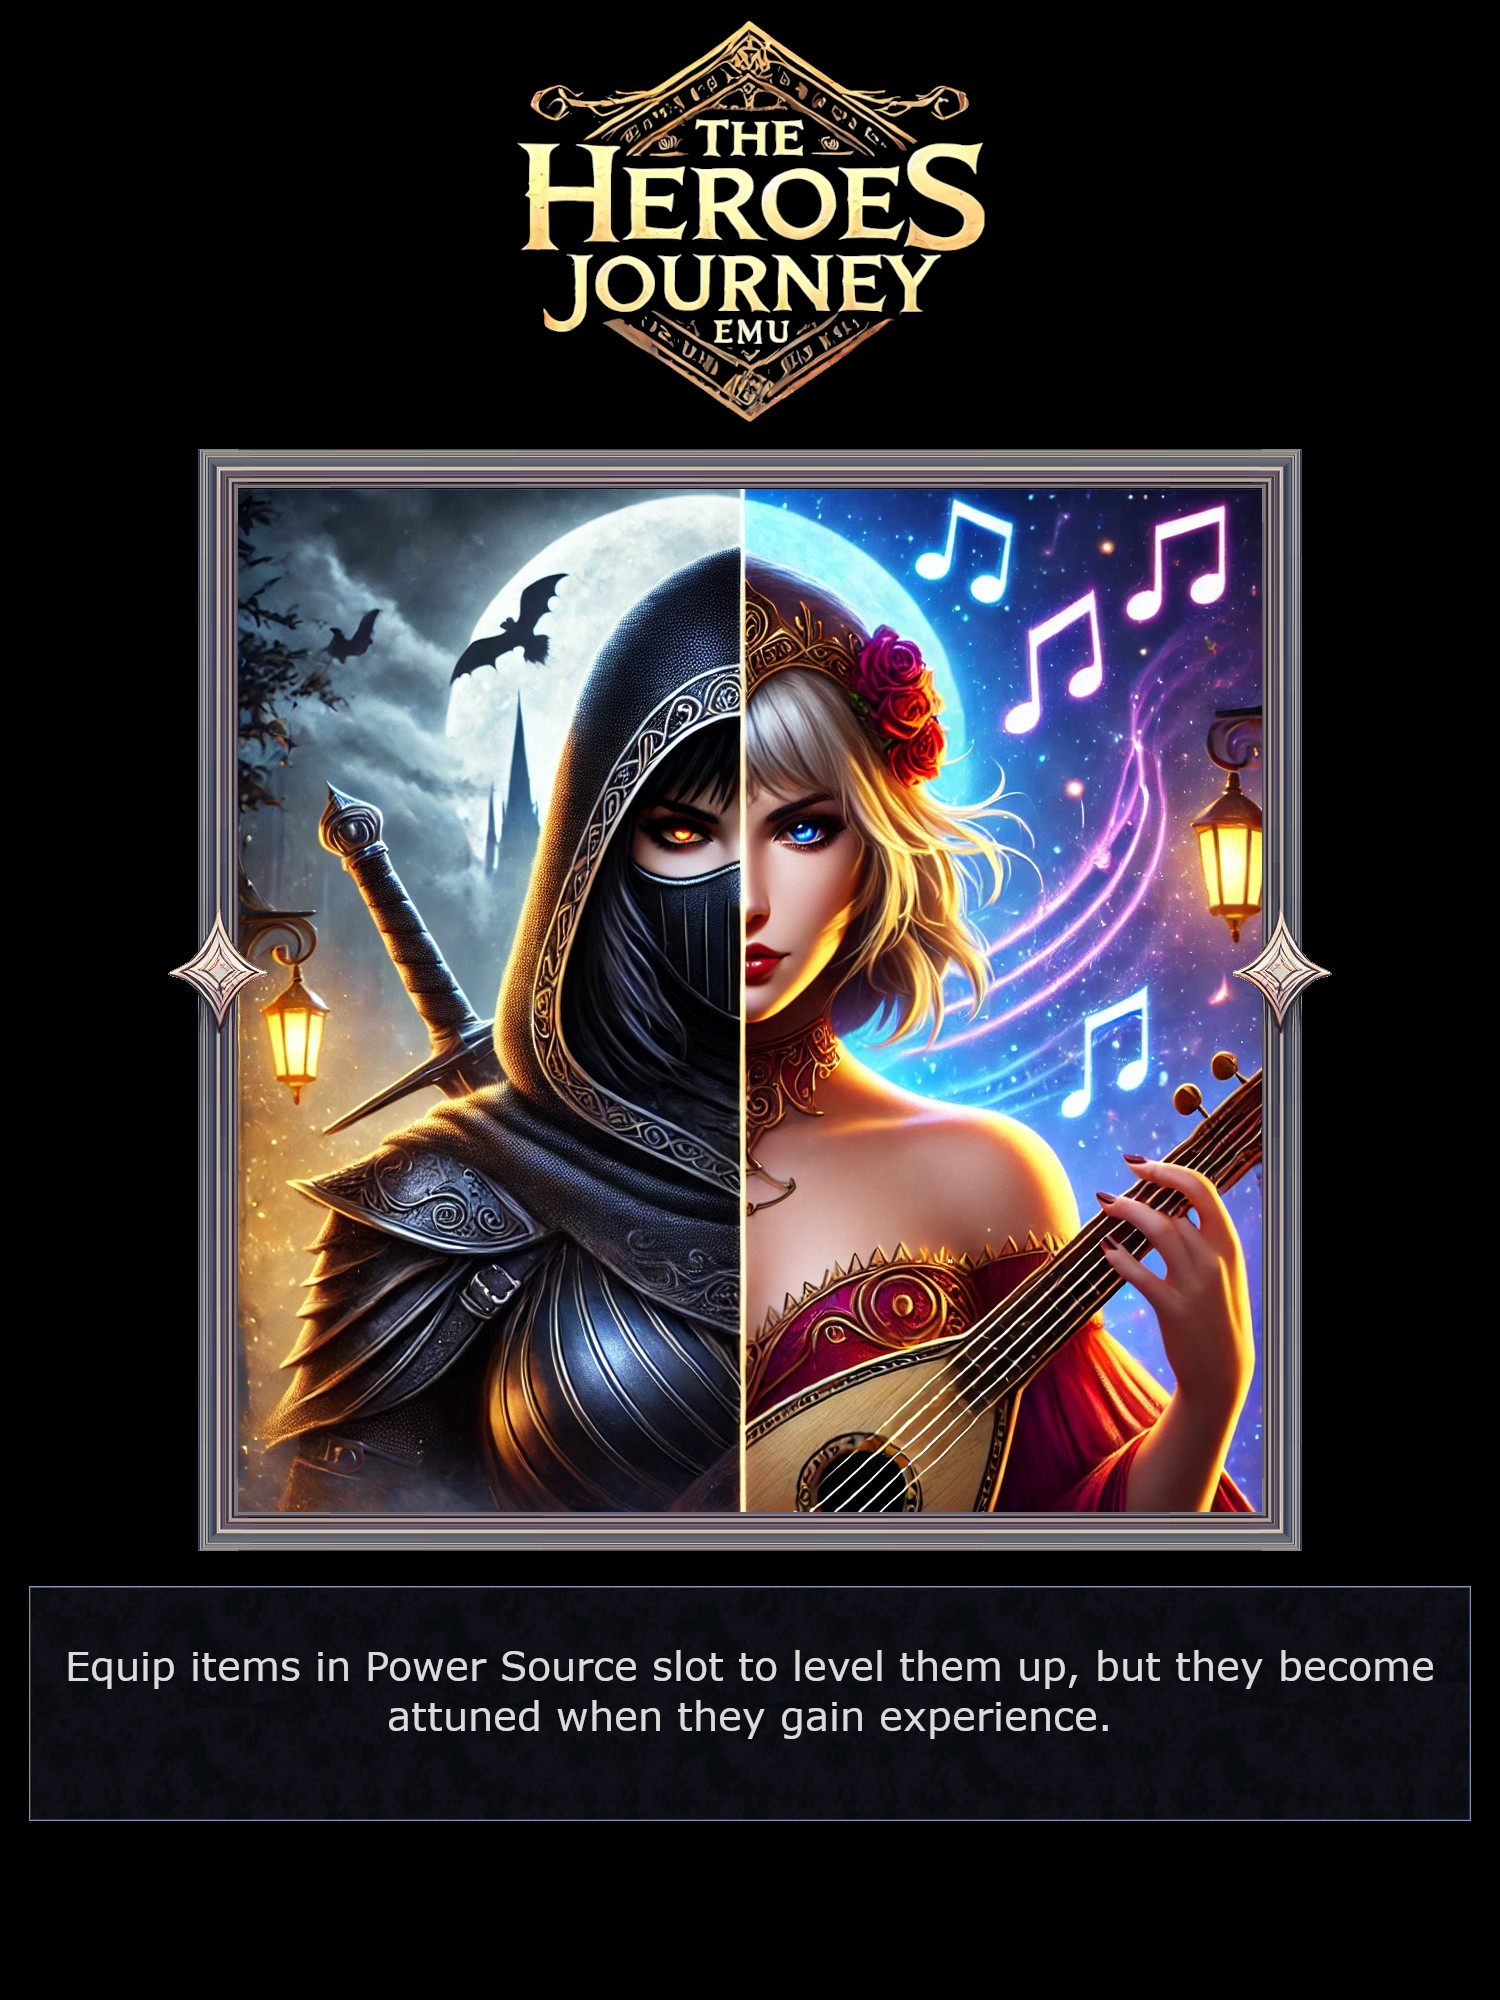 THE
HEROES
JOURNEY
EMU
Equip items in Power Source slot to level them up, but they become
attuned when they gain experience.